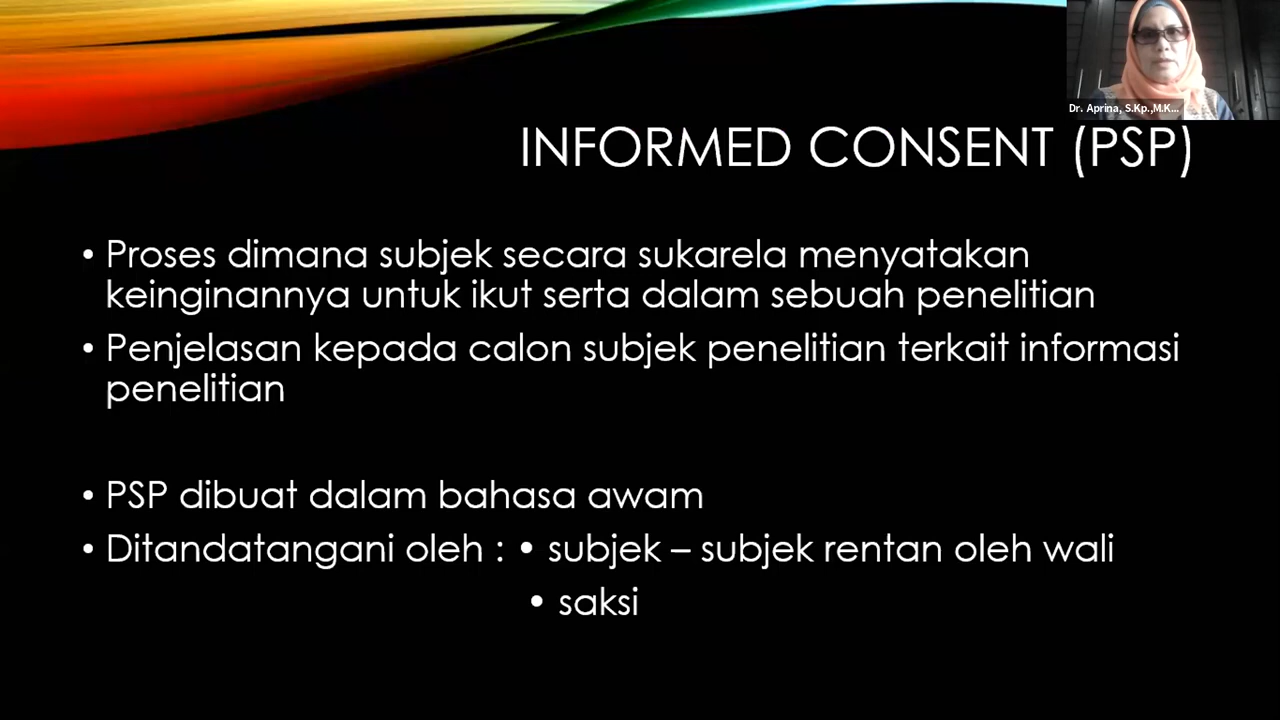 Dr. Aprina, S.Kp.,M.K...
INFORMED CONSENT (PSP)
• Proses dimana subjek secara sukarela menyatakan
keinginannya untuk ikut serta dalam sebuah penelitian
• Penjelasan kepada calon subjek penelitian terkait informasi
penelitian
• PSP dibuat dalam bahasa awam
• Ditandatangani oleh : • subjek – subjek rentan oleh wali
• saksi